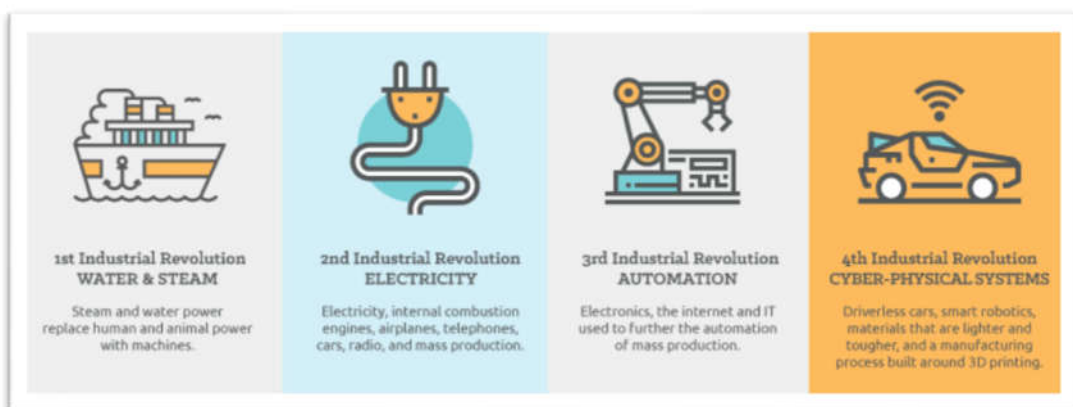 1st Industrial Revolution
WATER & STEAM
Steam and water power
replace human and animal power
with machines.
2nd Industrial Revolution
ELECTRICITY
Electricity, internal combustion
engines, airplanes, telephones,
cars, radio, and mass production.
3rd Industrial Revolution
AUTOMATION
Electronics, the internet and IT
used to further the automation
of mass production.
4th Industrial Revolution
CYBER-PHYSICAL SYSTEMS
Driverless cars, smart robotics,
materials that are lighter and
tougher, and a manufacturing
process built around 3D printing.